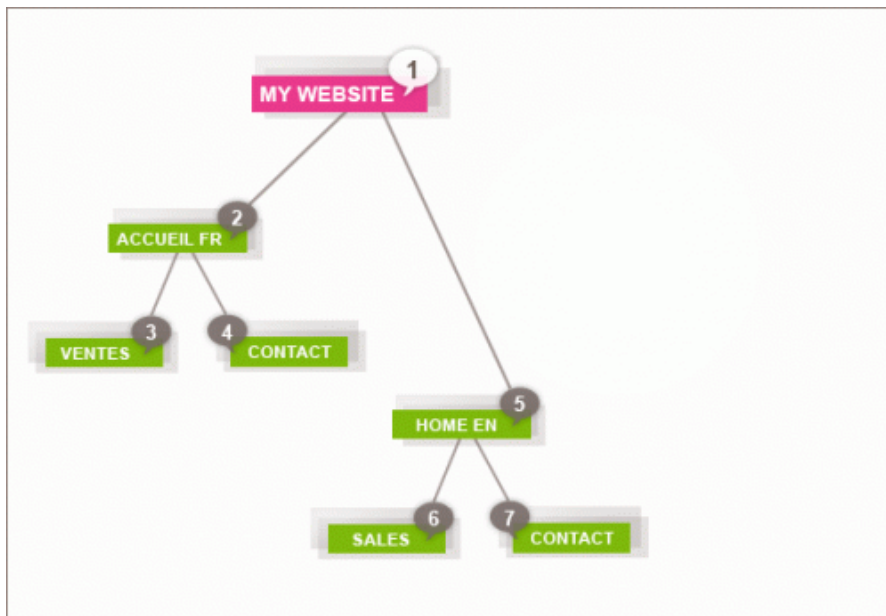 1
MY WEBSITE
2
ACCUEIL FR
3
VENTES
4
CONTACT
5
HOME EN
6
SALES
7
CONTACT